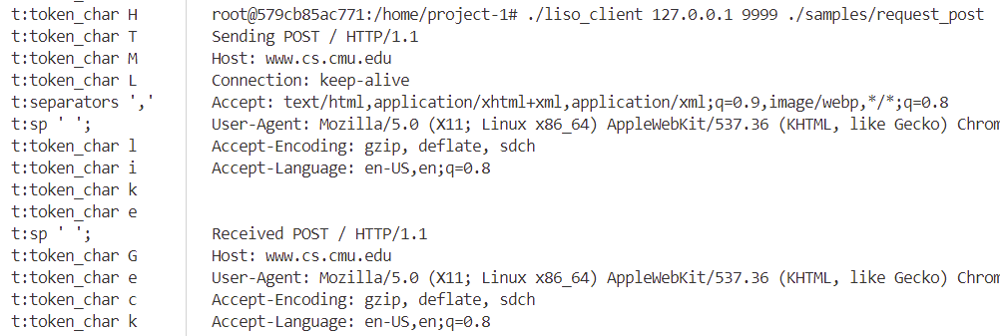 t:token_char H
t:token_char T
t:token_char M
t:token_char L
t:separators ','
t:sp ' ';
t:token_char l
t:token_char i
t:token_char k
t:token_char e
t:sp ' ';
t:token_char G
t:token_char e
t:token_char c
t:token_char k
root@579cb85ac771:/home/project-1# ./liso_client 127.0.0.1 9999 ./samples/request_post
Sending POST / HTTP/1.1
Host: www.cs.cmu.edu
Connection: keep-alive
Accept: text/html,application/xhtml+xml,application/xml;q=0.9,image/webp,*/*;q=0.8
User-Agent: Mozilla/5.0 (X11; Linux x86_64) AppleWebKit/537.36 (KHTML, like Gecko) Chrom
Accept-Encoding: gzip, deflate, sdch
Accept-Language: en-US,en;q=0.8
Received POST / HTTP/1.1
Host: www.cs.cmu.edu
User-Agent: Mozilla/5.0 (X11; Linux x86_64) AppleWebKit/537.36 (KHTML, like Gecko) Chrom
Accept-Encoding: gzip, deflate, sdch
Accept-Language: en-US,en;q=0.8